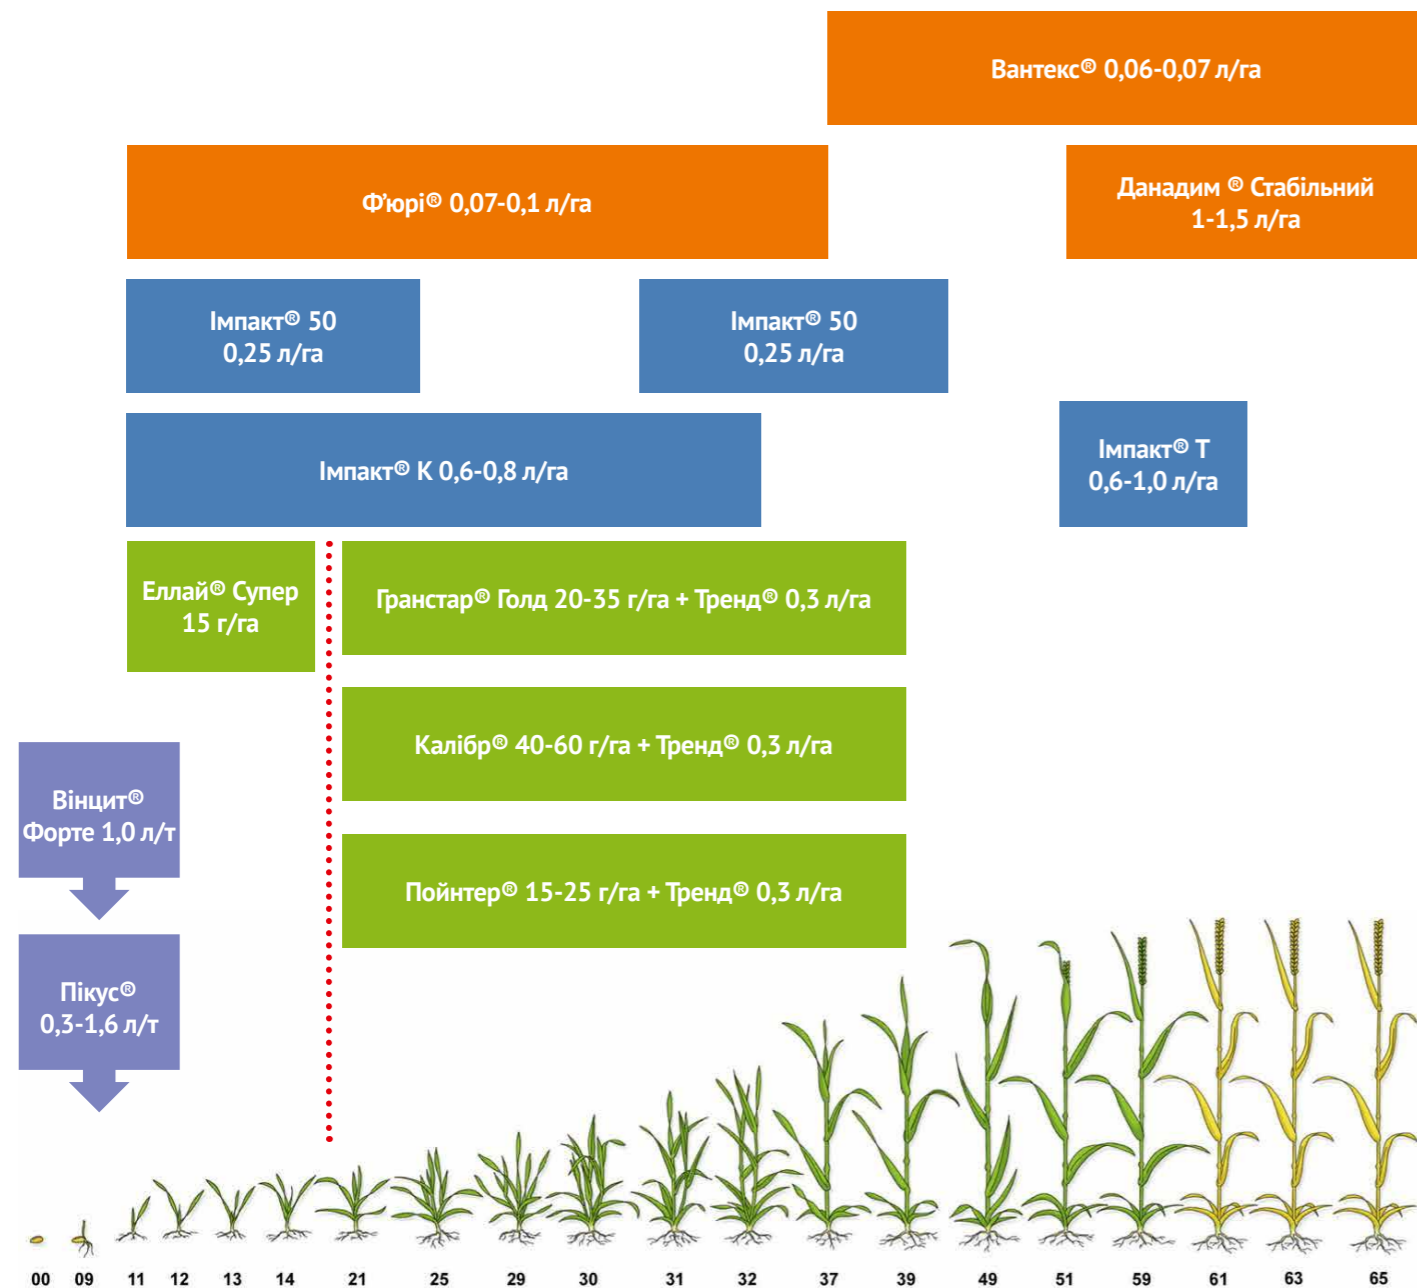 Вантекс® 0,06-0,07 л/га
Ф'юрі® 0,07-0,1 л/га
Данадим ® Стабільний
1-1,5 л/га
Імпакт® 50
0,25 л/га
Імпакт® 50
0,25 л/га
Імпакт® К 0,6-0,8 л/га
Імпакт® Т
0,6-1,0 л/га
Еллай® Супер
15 г/га
Гранстар® Голд 20-35 г/га + Тренд® 0,3 л/га
Калібр® 40-60 г/га + Тренд® 0,3 л/га
Вінцит®
Форте 1,0 л/т
Пойнтер® 15-25 г/га + Тренд® 0,3 л/га
Пікус®
0,3-1,6 л/т
00 09 11 12 13 14 21 25 29 30 31 32 37 39 49 51 59 61 63 65